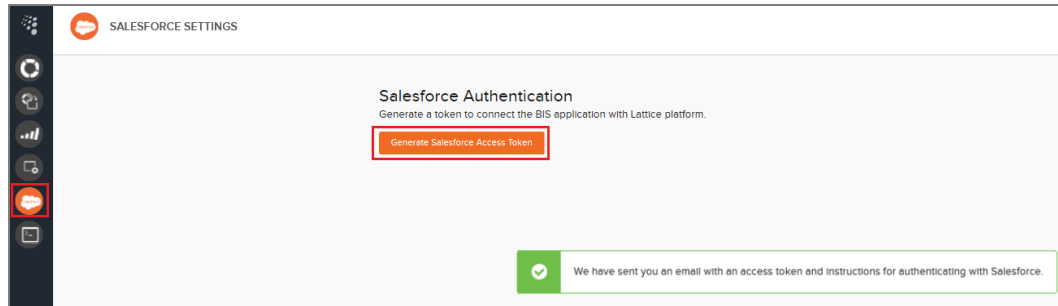 SALESFORCE SETTINGS
Salesforce Authentication
Generate a token to connect the BIS application with Lattice platform.
Generate Salesforce Access Token
We have sent you an email with an access token and instructions for authenticating with Salesforce.